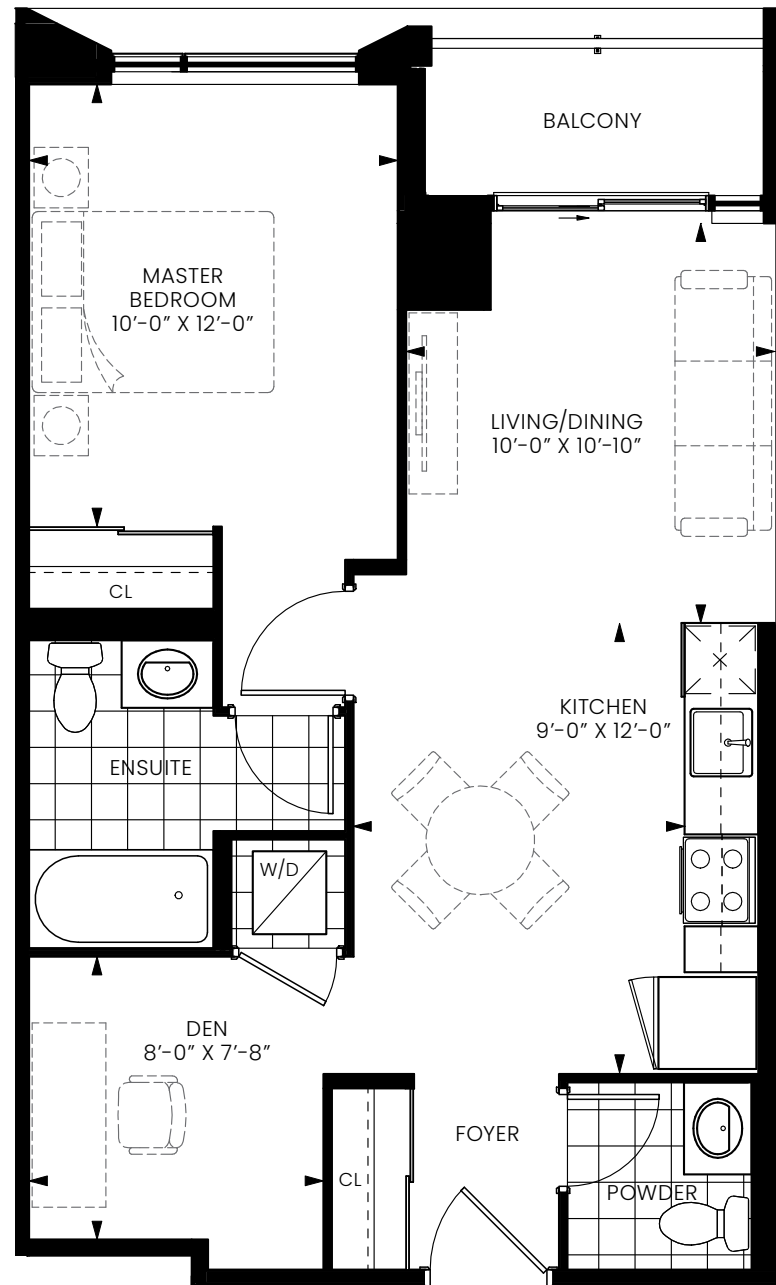 BALCONY
MASTER
BEDROOM
10’-0” X 12’-0”
LIVING/DINING
10’-0” X 10’-10”
CL
KITCHEN
9’-0” X 12’-0”
ENSUITE
W/D
DEN
8’-0” X 7’-8”
FOYER
CL
POWDER